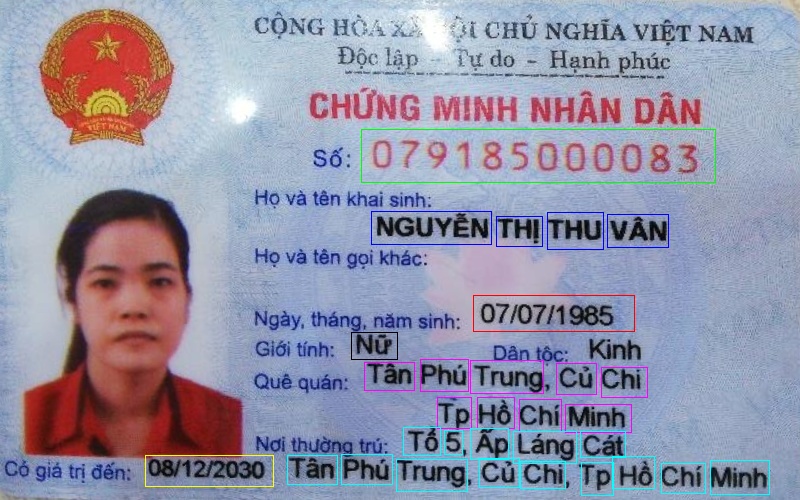 CỘNG HÒA XÃ HỘI CHỦ NGHĨA VIỆT NAM
Độc lập - Tự do - Hạnh phúc
CHỨNG MINH NHÂN DÂN
Số: 079185000083
Họ và tên khai sinh:
NGUYỄN THỊ THU VÂN
Họ và tên gọi khác:
Ngày, tháng, năm sinh: 07/07/1985
Giới tính: Nữ Dân tộc: Kinh
Quê quán: Tân Phú Trung, Củ Chi
Tp Hồ Chí Minh
Nơi thường trú: Tổ 5, Ấp Láng Cát
Có giá trị đến: 08/12/2030 Tân Phú Trung, Củ Chi, Tp Hồ Chí Minh